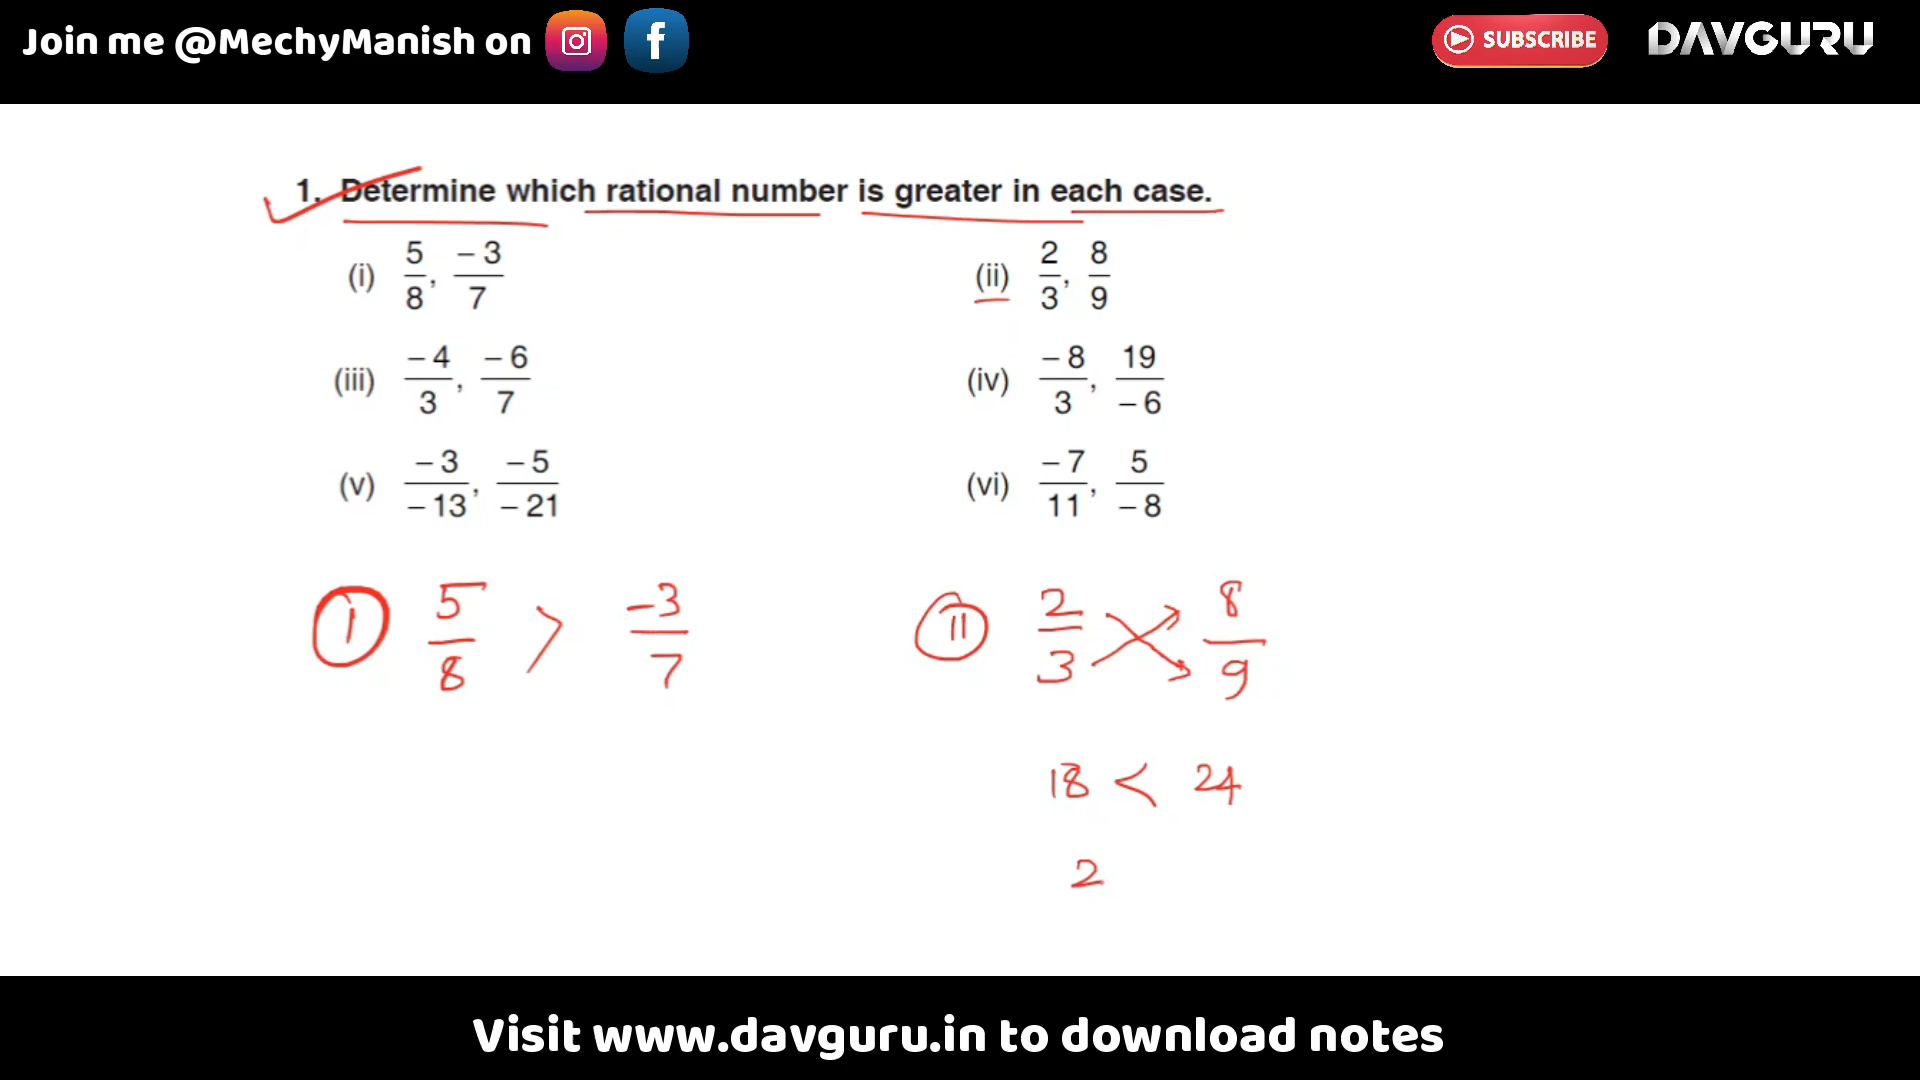 Join me @MechyManish on
SUBSCRIBE
DAVGURU
1. Determine which rational number is greater in each case.
(i) 5/8, -3/7
(ii) 2/3, 8/9
(iii) -4/3, -6/7
(iv) -8/3, 19/-6
(v) -3/-13, -5/-21
(vi) -7/11, 5/-8
I 5/8 > -3/7
II 2/3 8/9
18 < 24
2
Visit www.davguru.in to download notes